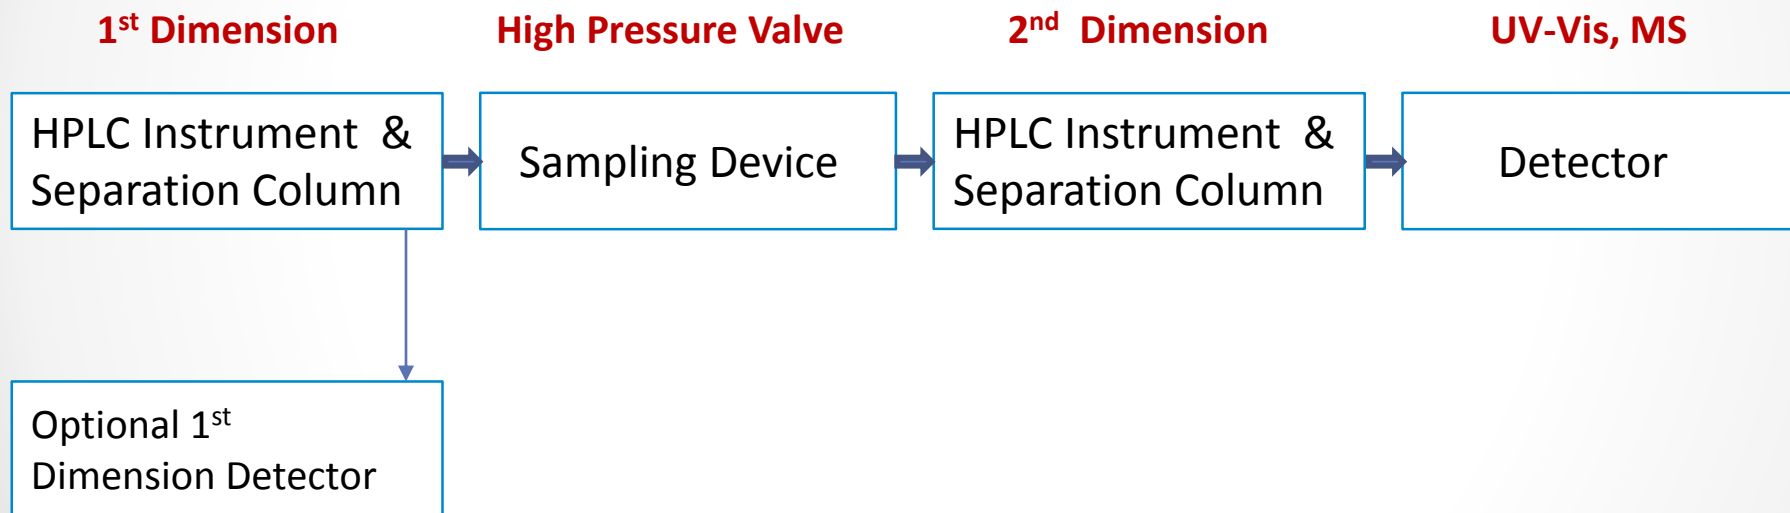 1st Dimension
High Pressure Valve
2nd Dimension
UV-Vis, MS
HPLC Instrument &
Separation Column
Sampling Device
HPLC Instrument &
Separation Column
Detector
Optional 1st
Dimension Detector